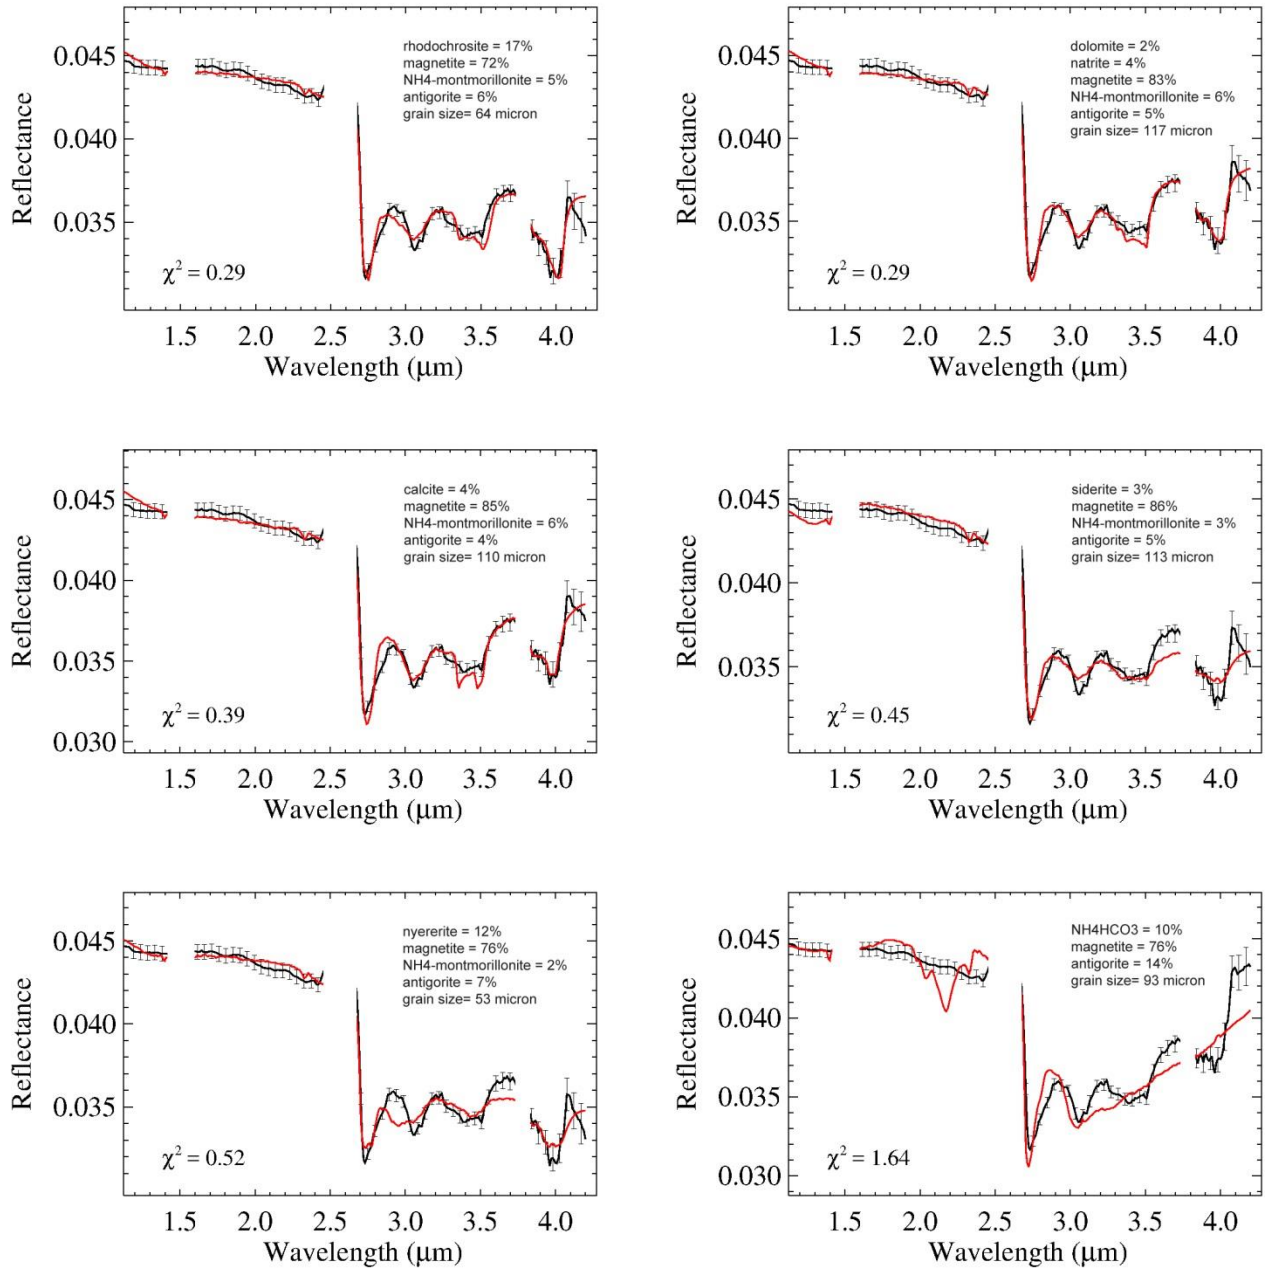 0.045
0.040
0.035
Reflectance
rhodochrosite = 17%
magnetite = 72%
NH4-montmorillonite = 5%
antigorite = 6%
grain size= 64 micron
χ² = 0.29
1.5 2.0 2.5 3.0 3.5 4.0
Wavelength (μm)
0.045
0.040
0.035
Reflectance
dolomite = 2%
natrite = 4%
magnetite = 83%
NH4-montmorillonite = 6%
antigorite = 5%
grain size= 117 micron
χ² = 0.29
1.5 2.0 2.5 3.0 3.5 4.0
Wavelength (μm)
0.045
0.040
0.035
0.030
Reflectance
calcite = 4%
magnetite = 85%
NH4-montmorillonite = 6%
antigorite = 4%
grain size= 110 micron
χ² = 0.39
1.5 2.0 2.5 3.0 3.5 4.0
Wavelength (μm)
0.045
0.040
0.035
Reflectance
siderite = 3%
magnetite = 86%
NH4-montmorillonite = 3%
antigorite = 5%
grain size= 113 micron
χ² = 0.45
1.5 2.0 2.5 3.0 3.5 4.0
Wavelength (μm)
0.045
0.040
0.035
Reflectance
nyererite = 12%
magnetite = 76%
NH4-montmorillonite = 2%
antigorite = 7%
grain size= 53 micron
χ² = 0.52
1.5 2.0 2.5 3.0 3.5 4.0
Wavelength (μm)
0.045
0.040
0.035
0.030
Reflectance
NH4HCO3 = 10%
magnetite = 76%
antigorite = 14%
grain size= 93 micron
χ² = 1.64
1.5 2.0 2.5 3.0 3.5 4.0
Wavelength (μm)